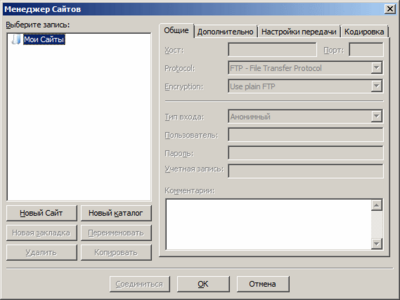 Менеджер Сайтов
Выберите запись:
Мои Сайты
Новый Сайт
Новый каталог
Новая закладка
Переименовать
Удалить
Копировать
Общие
Дополнительно
Настройки передачи
Кодировка
Хост:
Порт:
Protocol:
FTP - File Transfer Protocol
Encryption:
Use plain FTP
Тип входа:
Анонимный
Пользователь:
Пароль:
Учетная запись:
Комментарии:
Соединиться
OK
Отмена